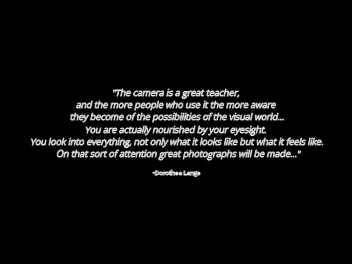 "The camera is a great teacher,
and the more people who use it the more aware
they become of the possibilities of the visual world...
You are actually nourished by your eyesight.
You look into everything, not only what it looks like but what it feels like.
On that sort of attention great photographs will be made..."
-Dorothea Lange